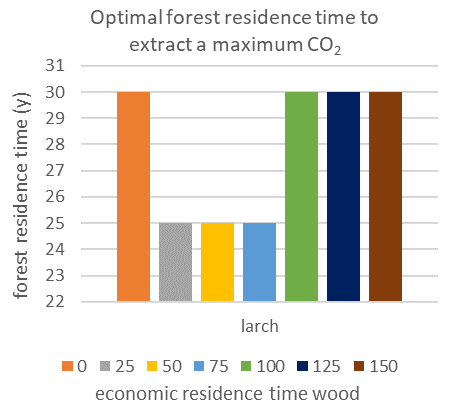 Optimal forest residence time to
extract a maximum CO₂
31
30
29
28
27
26
25
24
23
22
forest residence time (y)
larch
0 25 50 75 100 125 150
economic residence time wood